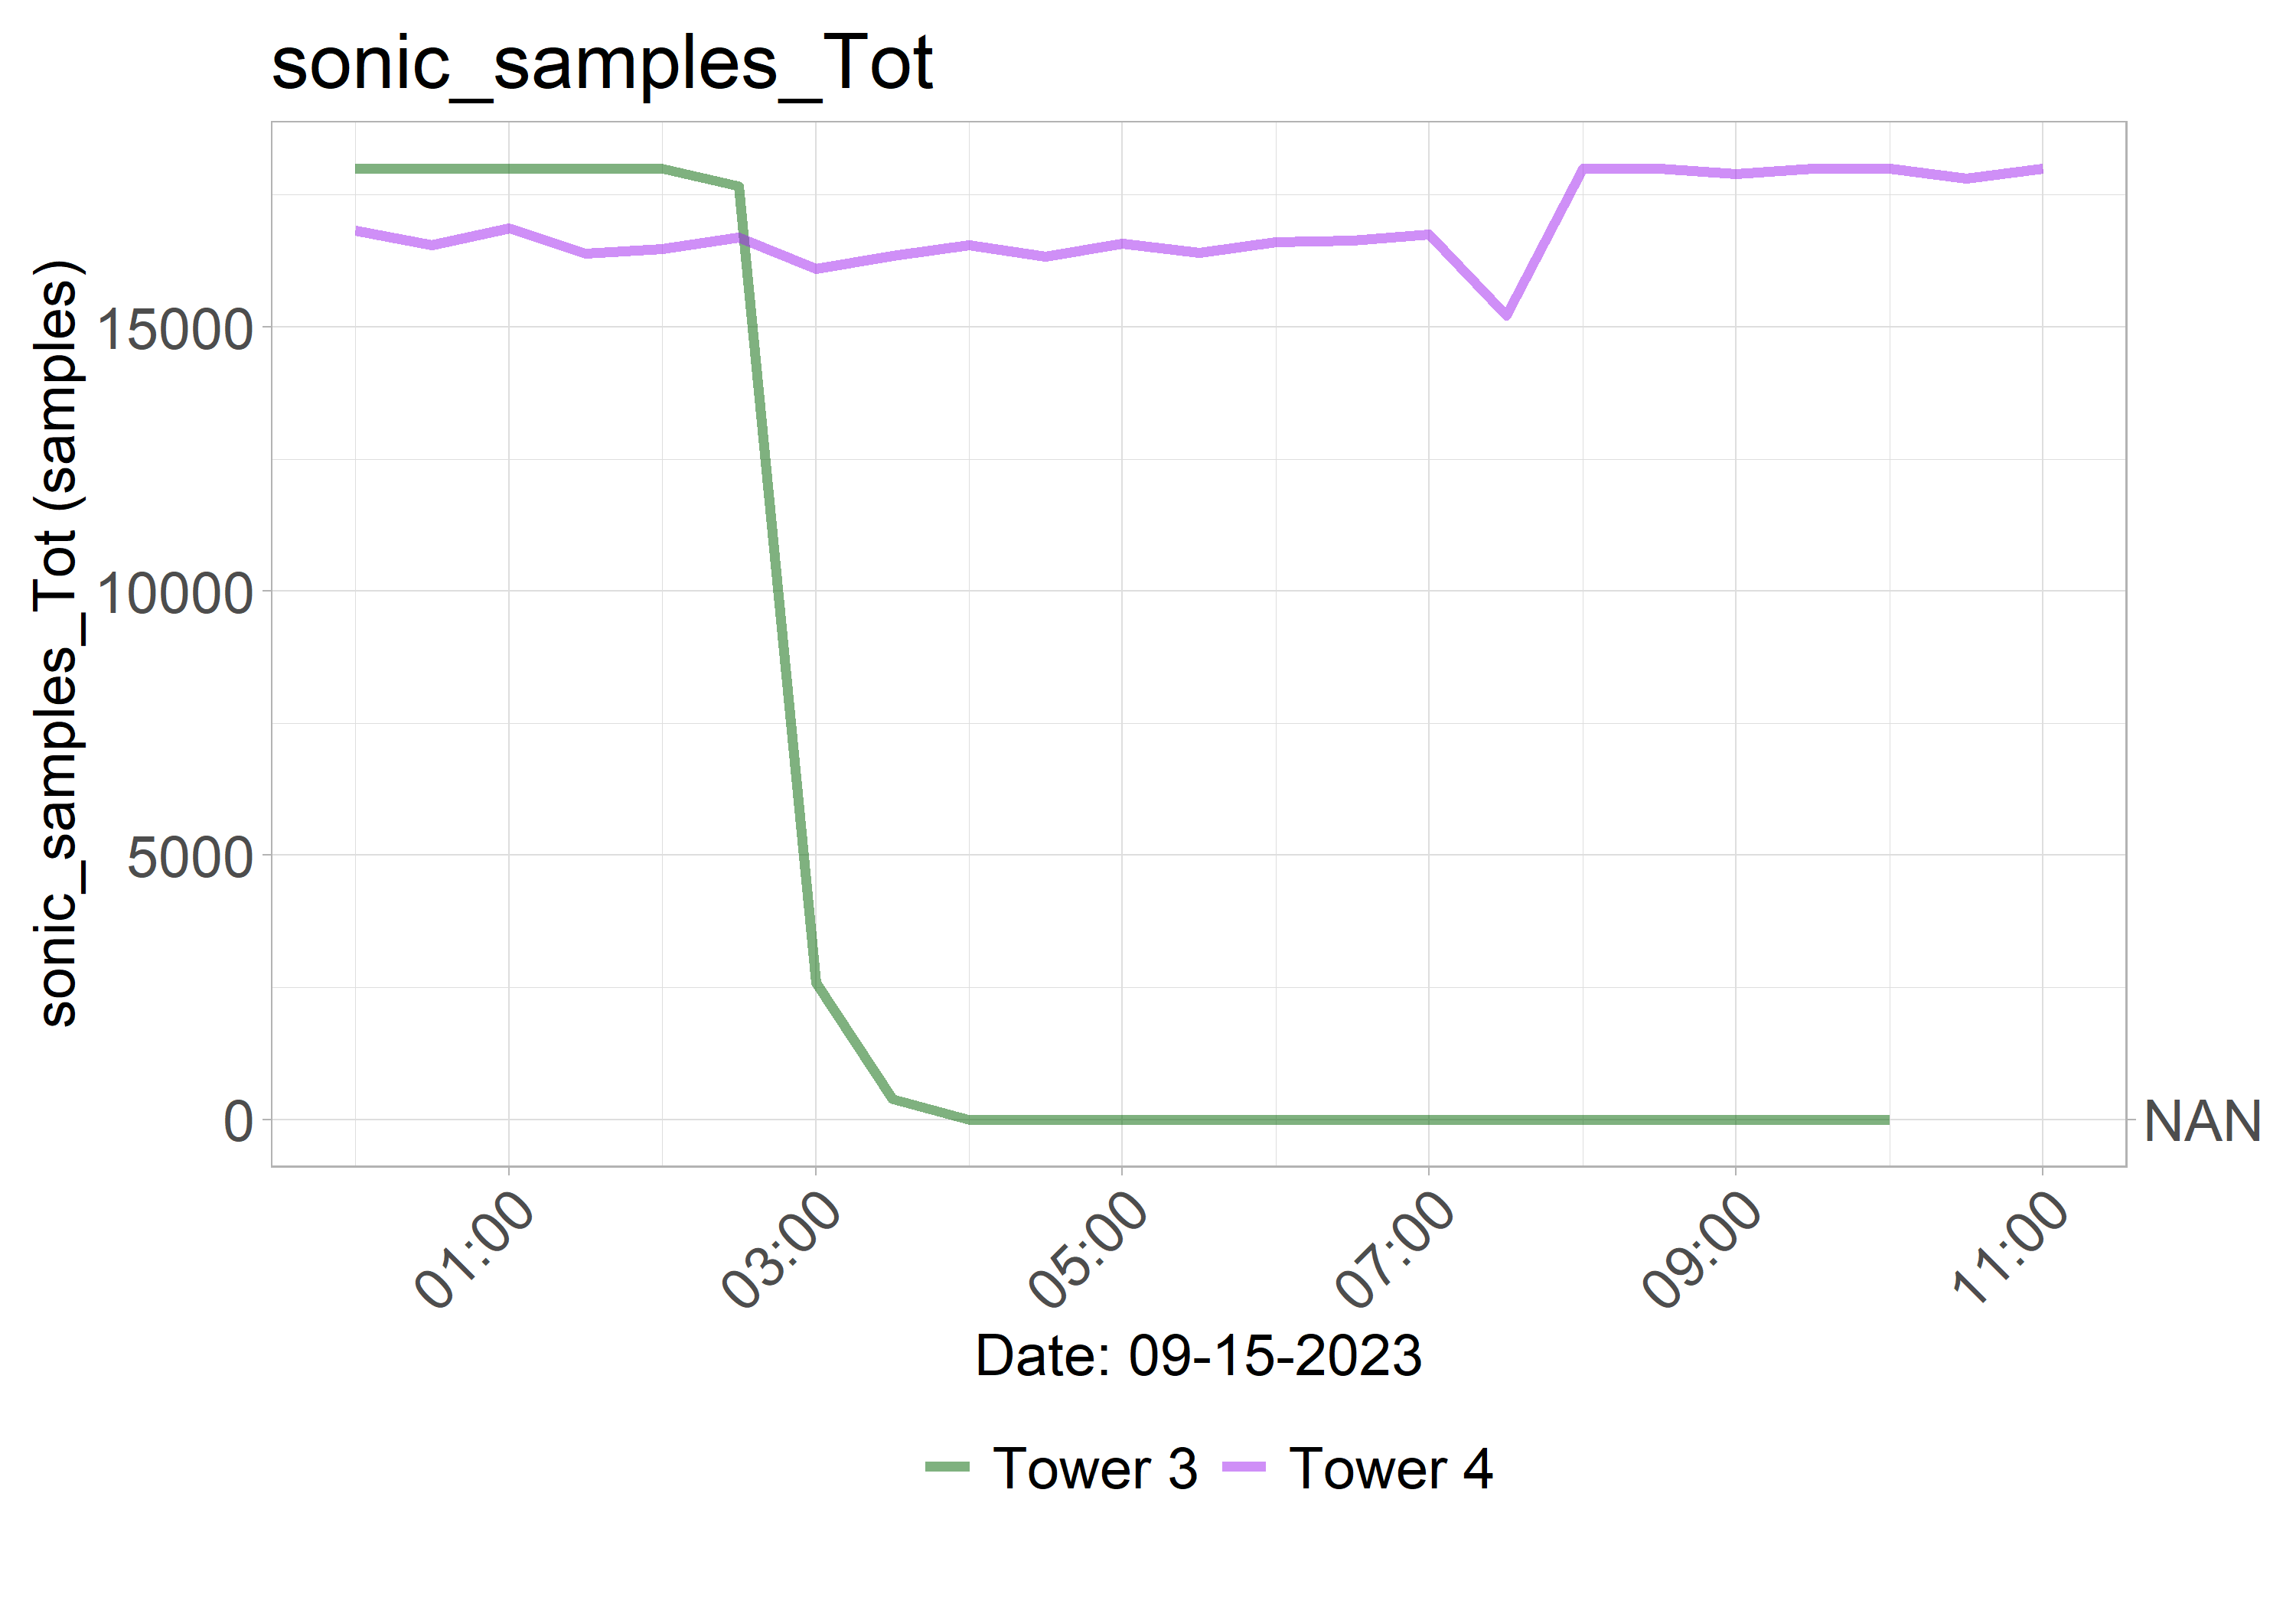 sonic_samples_Tot
sonic_samples_Tot (samples)
15000
10000
5000
0
NAN
01:00
03:00
05:00
07:00
09:00
11:00
Date: 09-15-2023
Tower 3
Tower 4